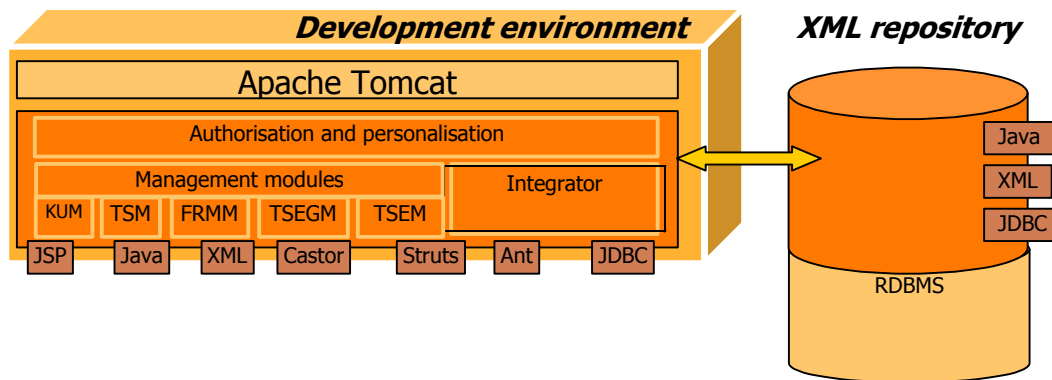 Development environment
XML repository
Apache Tomcat
Authorisation and personalisation
Management modules
Integrator
KUM
TSM
FRMM
TSEGM
TSEM
JSP
Java
XML
Castor
Struts
Ant
JDBC
Java
XML
JDBC
RDBMS